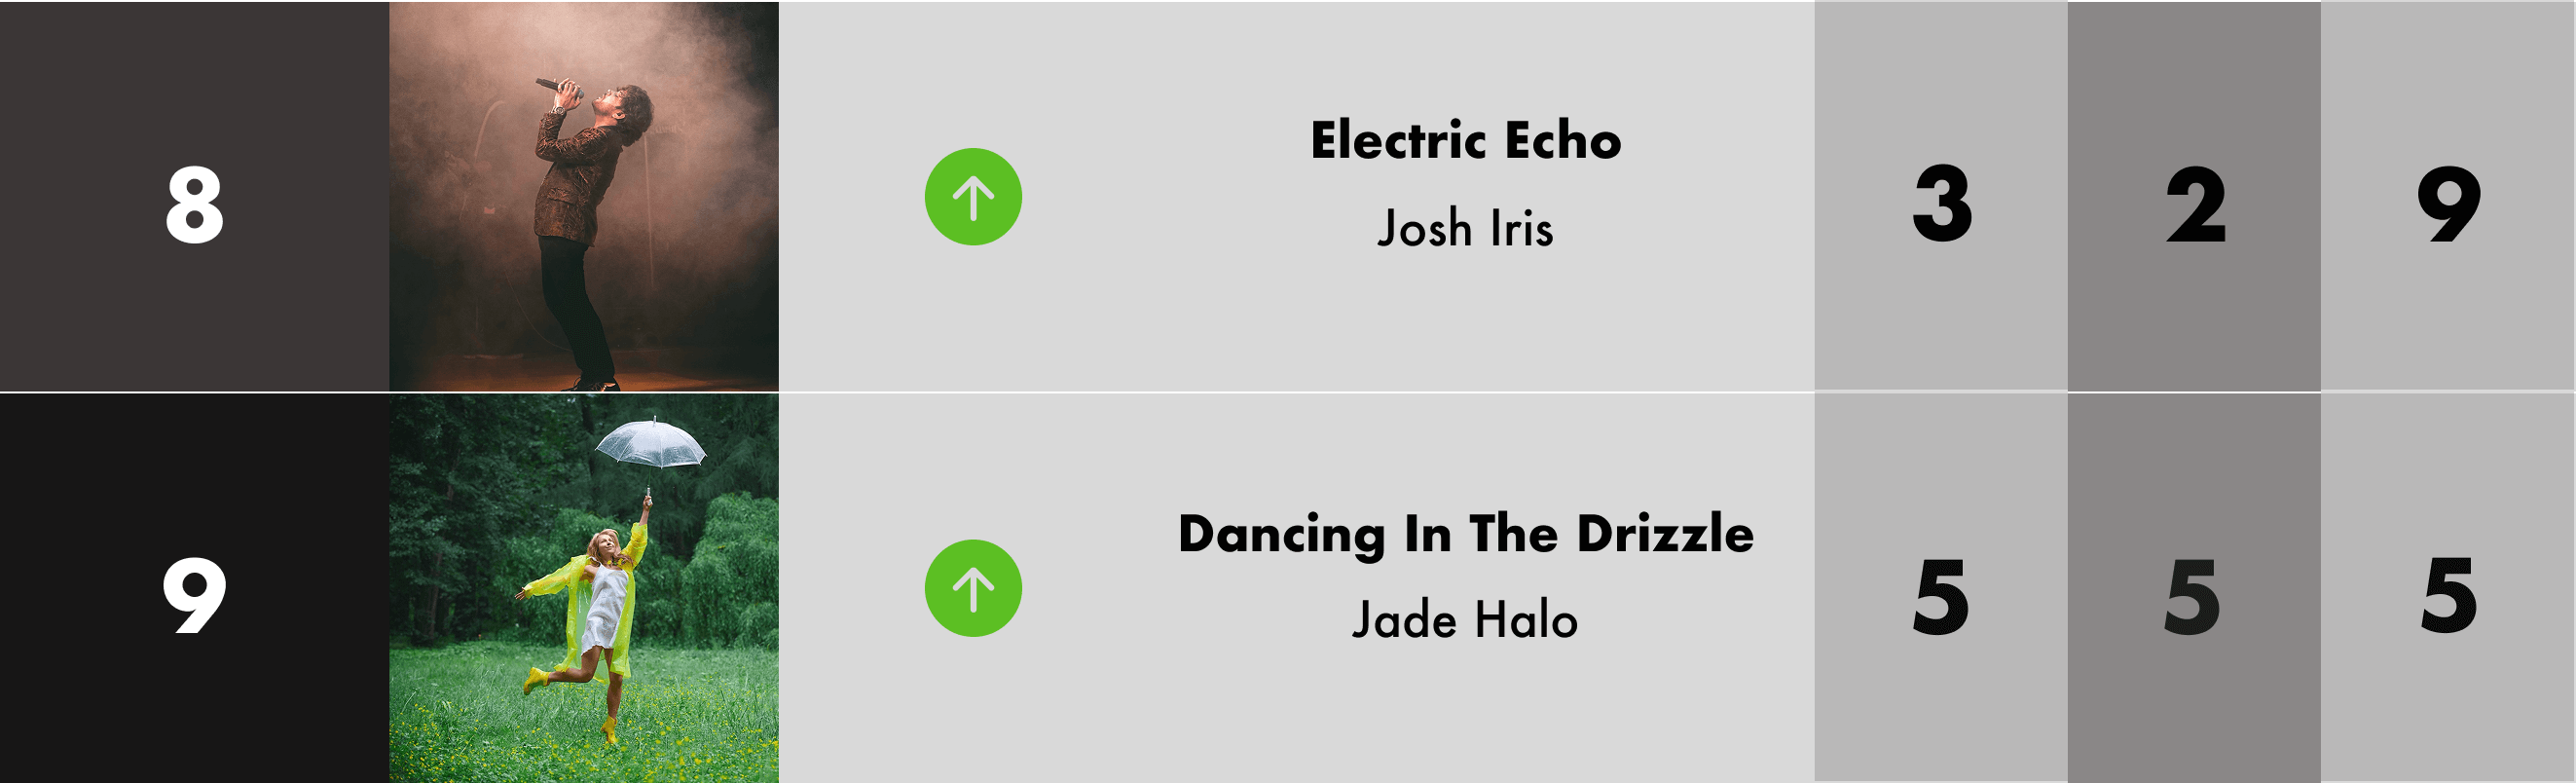 8
Electric Echo
Josh Iris
3 2 9
9
Dancing In The Drizzle
Jade Halo
5 5 5